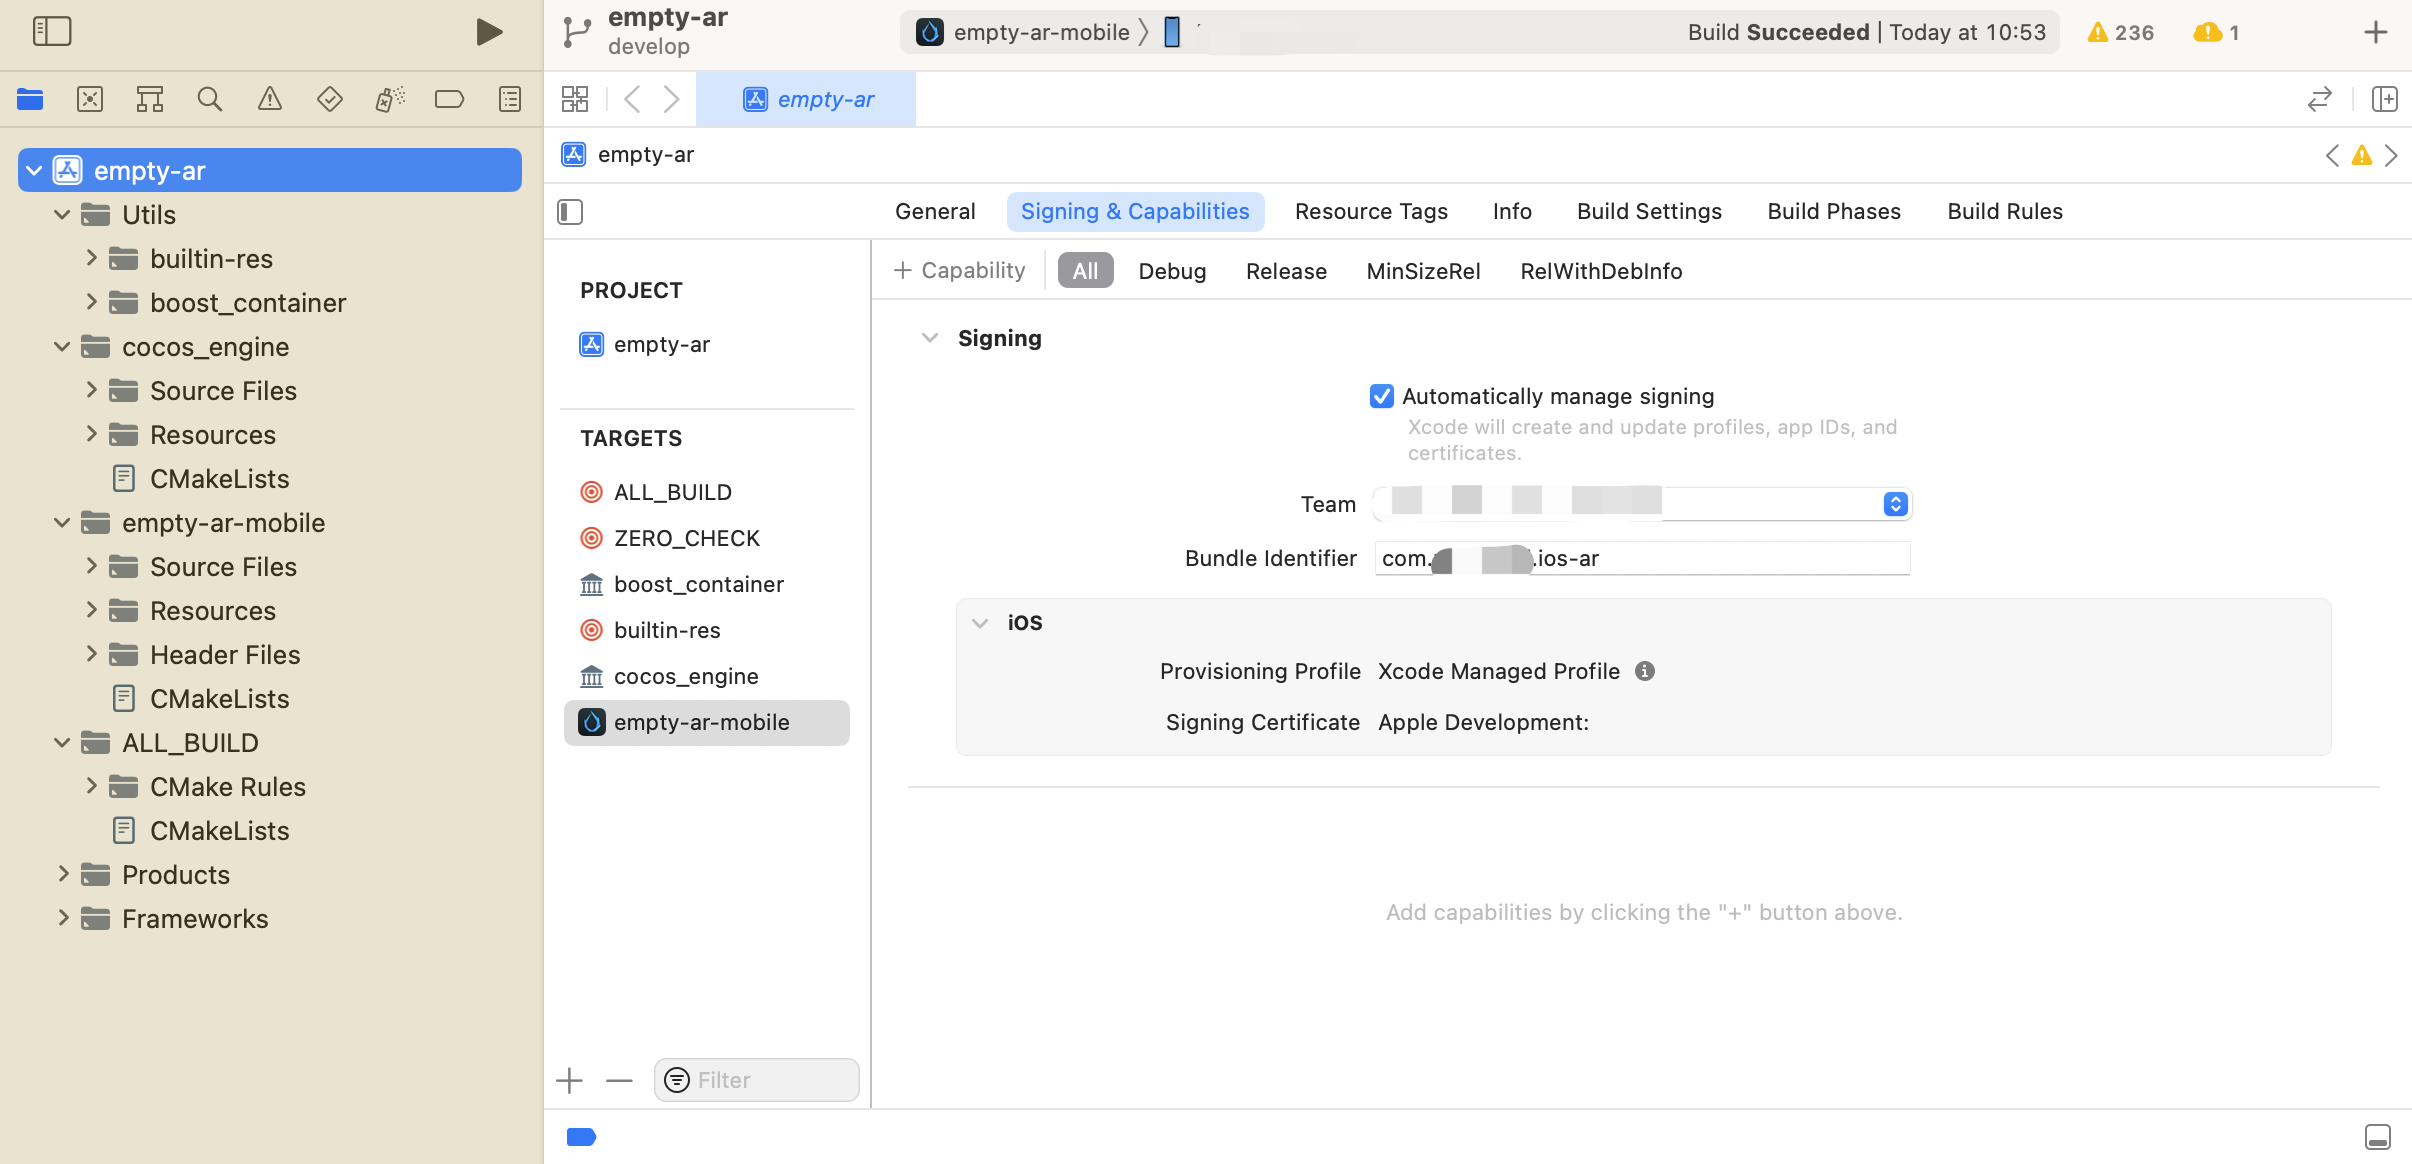 empty-ar
develop
empty-ar-mobile
Build Succeeded | Today at 10:53
236
1
empty-ar
empty-ar
empty-ar
Utils
builtin-res
boost_container
cocos_engine
Source Files
Resources
CMakeLists
empty-ar-mobile
Source Files
Resources
Header Files
CMakeLists
ALL_BUILD
CMake Rules
CMakeLists
Products
Frameworks
General
Signing & Capabilities
Resource Tags
Info
Build Settings
Build Phases
Build Rules
PROJECT
empty-ar
TARGETS
ALL_BUILD
ZERO_CHECK
boost_container
builtin-res
cocos_engine
empty-ar-mobile
Filter
+ Capability
All
Debug
Release
MinSizeRel
RelWithDebInfo
Signing
Automatically manage signing
Xcode will create and update profiles, app IDs, and
certificates.
Team
Bundle Identifier
com.
.ios-ar
iOS
Provisioning Profile
Xcode Managed Profile
Signing Certificate
Apple Development:
Add capabilities by clicking the "+" button above.